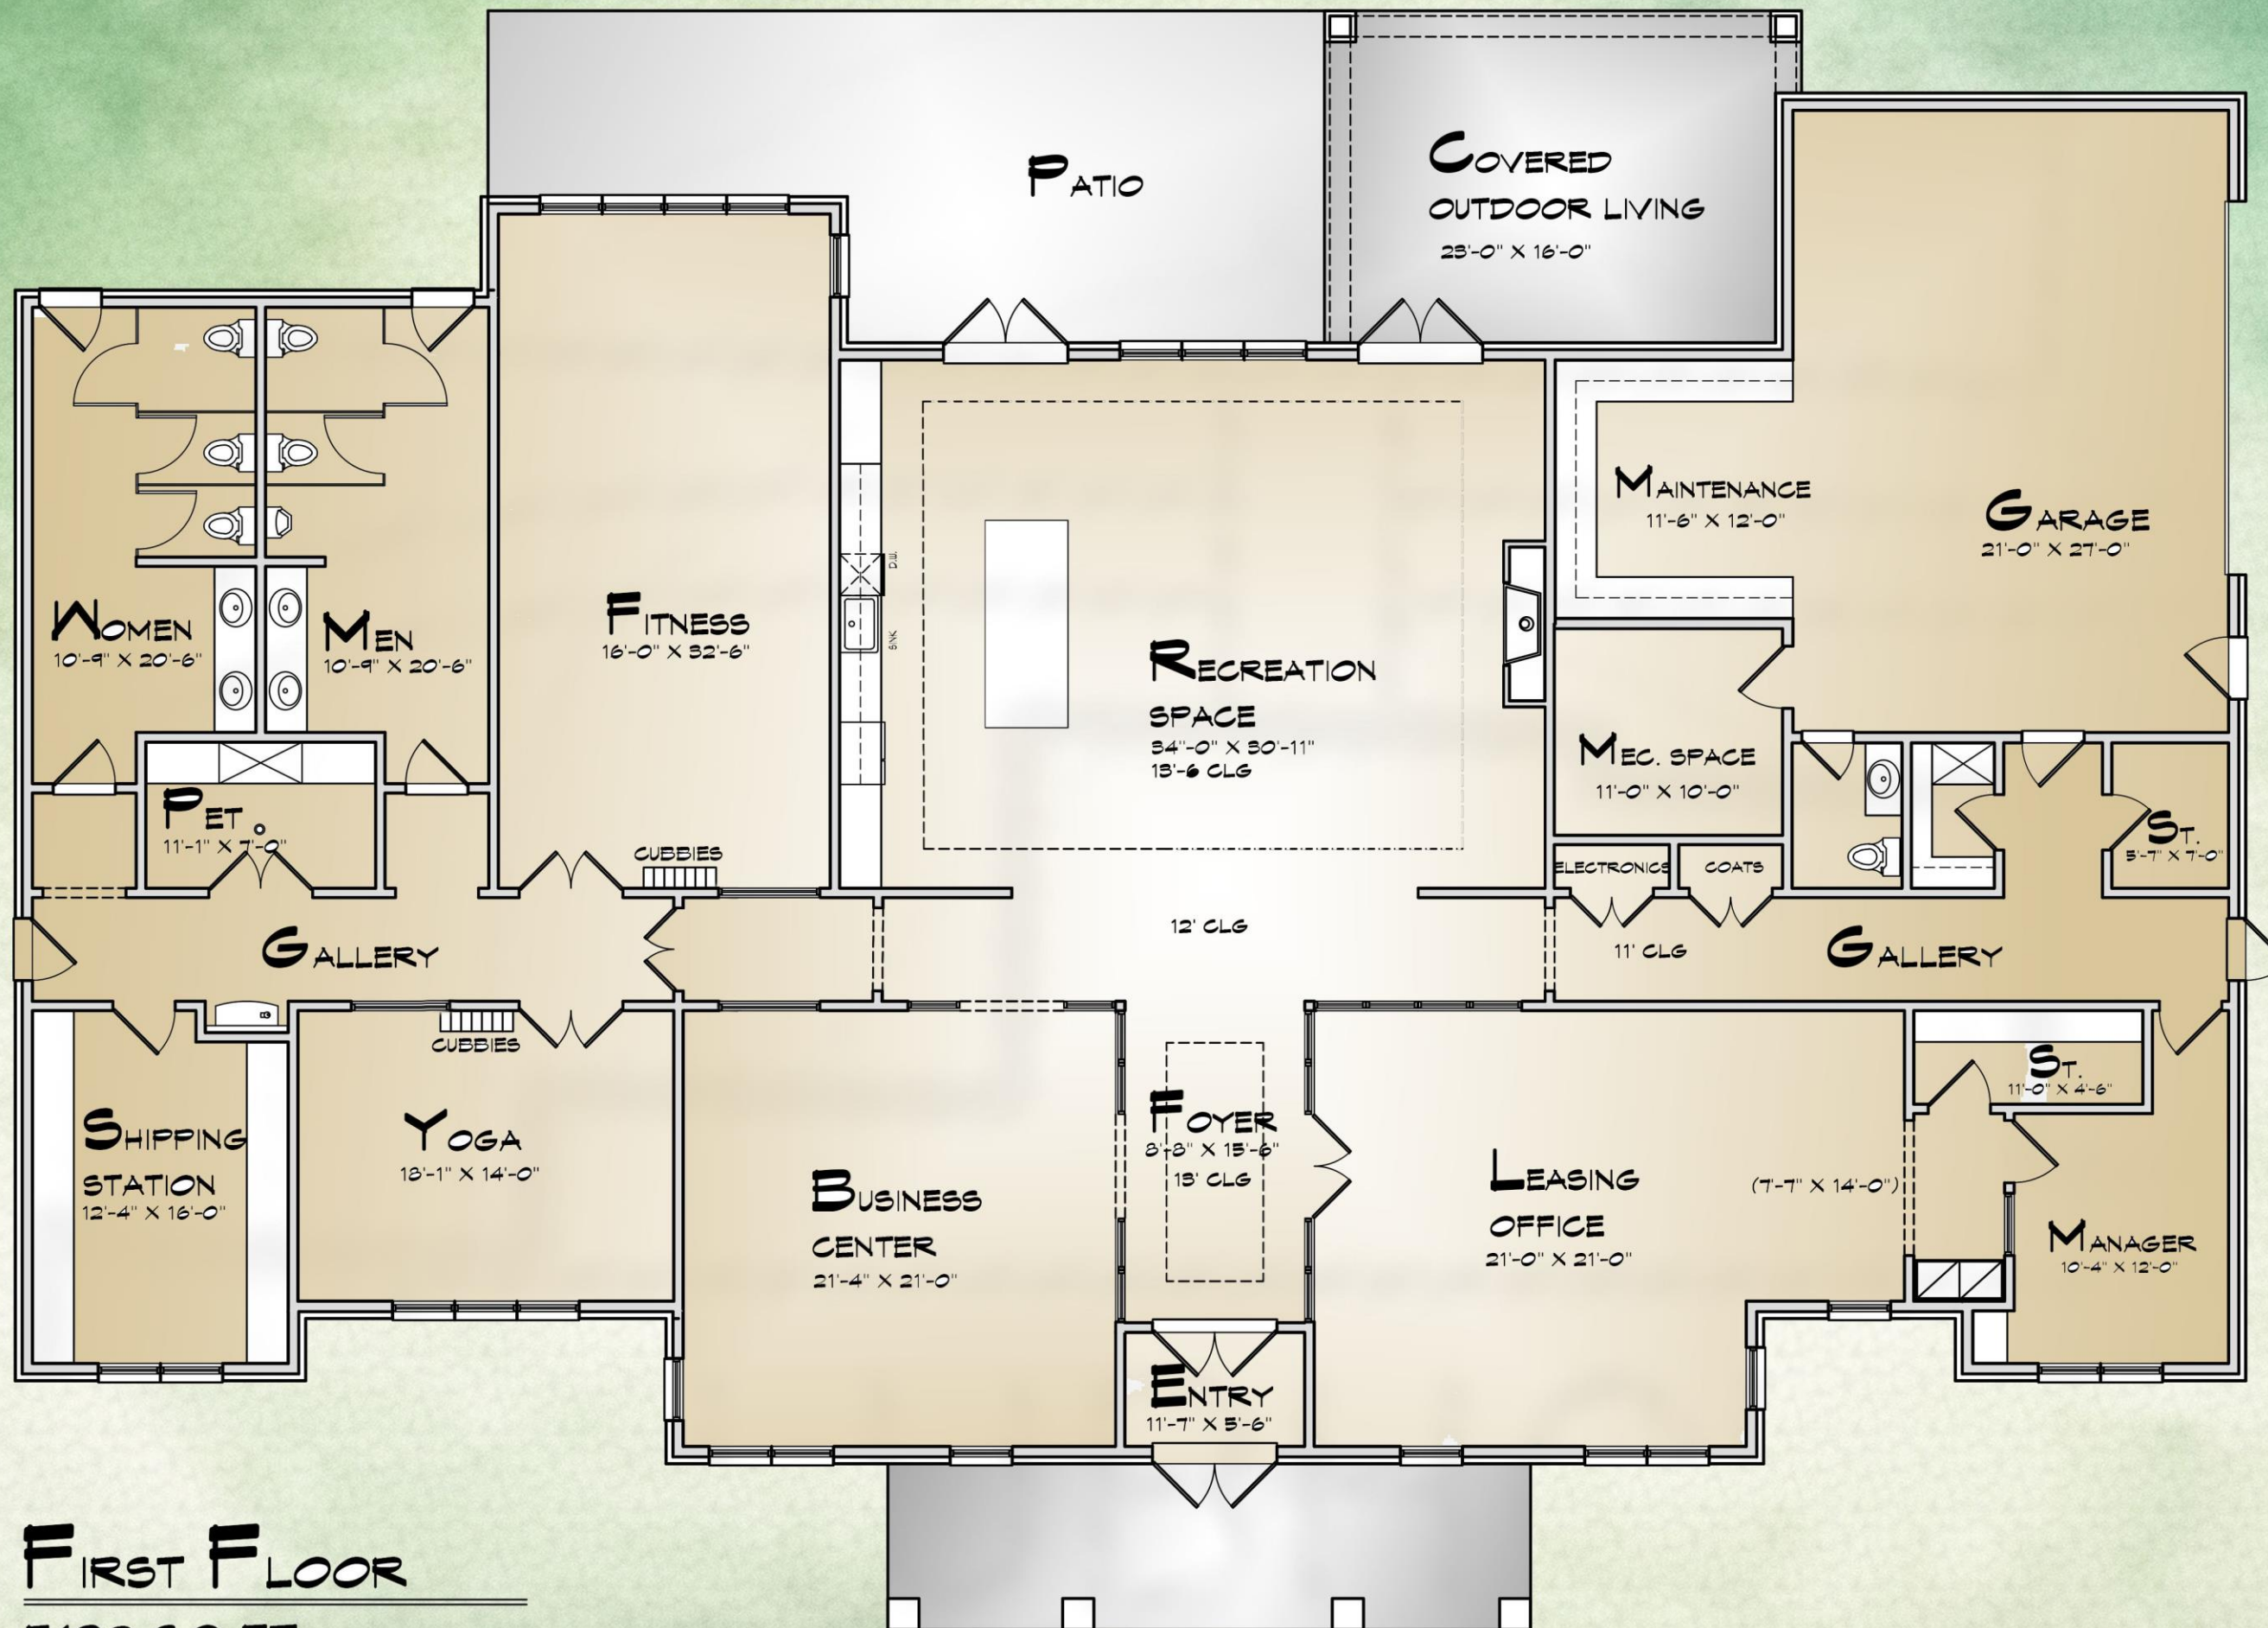 PATIO
COVERED
OUTDOOR LIVING
23'-0" X 16'-0"
MAINTENANCE
11'-6" X 12'-0"
GARAGE
21'-0" X 27'-0"
WOMEN
10'-9" X 20'-6"
MEN
10'-9" X 20'-6"
FITNESS
16'-0" X 32'-6"
D.W.
SINK
RECREATION
SPACE
34"-0" X 30'-11"
13'-6 CLG
MEC. SPACE
11'-0" X 10'-0"
PET
11'-1" X 7'-0"
CUBBIES
ELECTRONICS
COATS
ST.
5'-7" X 7'-0"
GALLERY
12' CLG
11' CLG
GALLERY
CUBBIES
SHIPPING
STATION
12'-4" X 16'-0"
YOGA
18'-1" X 14'-0"
BUSINESS
CENTER
21'-4" X 21'-0"
FOYER
8'-8" X 15'-6"
13' CLG
LEASING
OFFICE
21'-0" X 21'-0"
(7'-7" X 14'-0")
ST.
11'-0" X 4'-6"
MANAGER
10'-4" X 12'-0"
ENTRY
11'-7" X 5'-6"
FIRST FLOOR